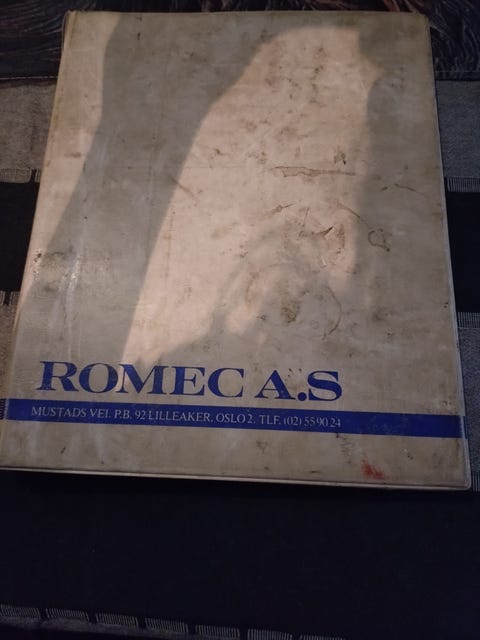 ROMEC A.S
MUSTADS VEI. P.B. 92 LILLEAKER. OSLO 2. TLF. (02) 55 90 24